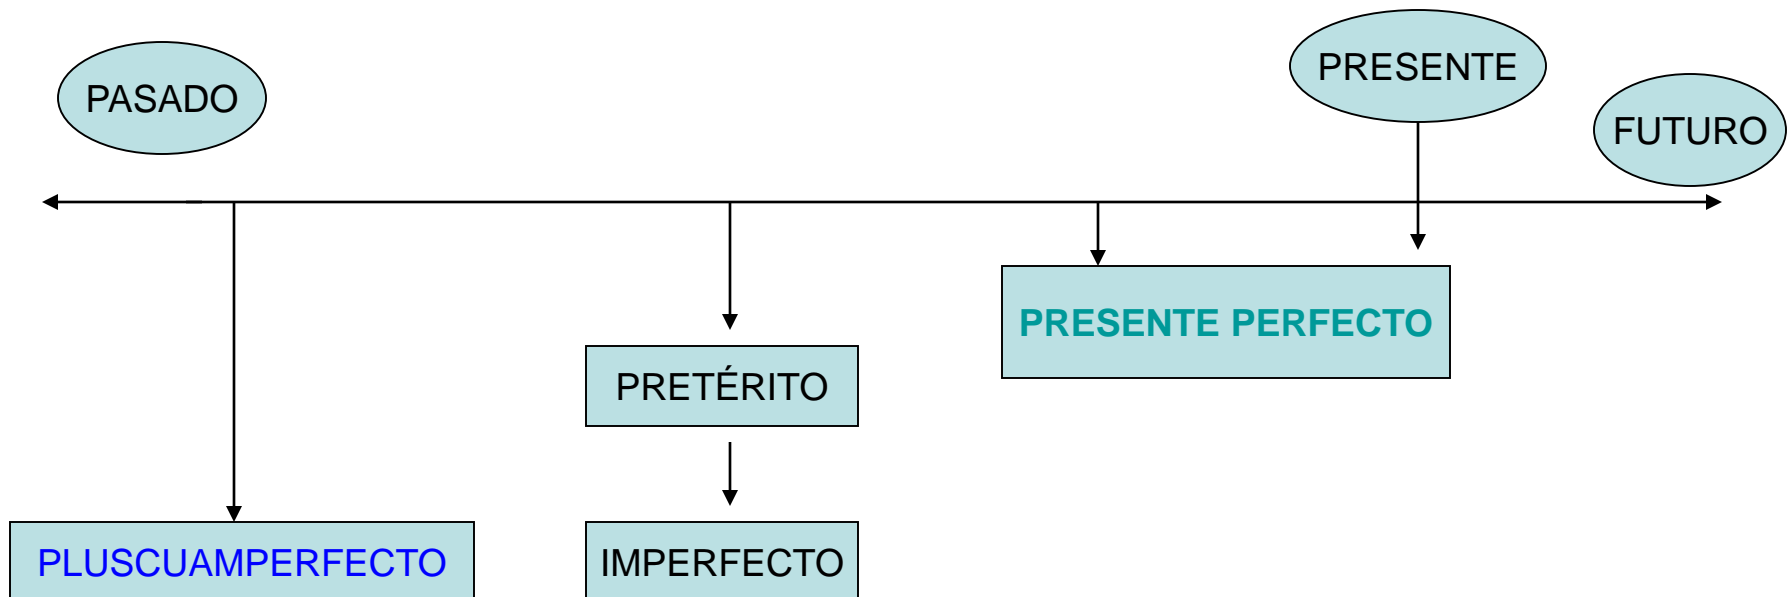 PRESENTE
PASADO
FUTURO
PRESENTE PERFECTO
PRETÉRITO
PLUSCUAMPERFECTO
IMPERFECTO